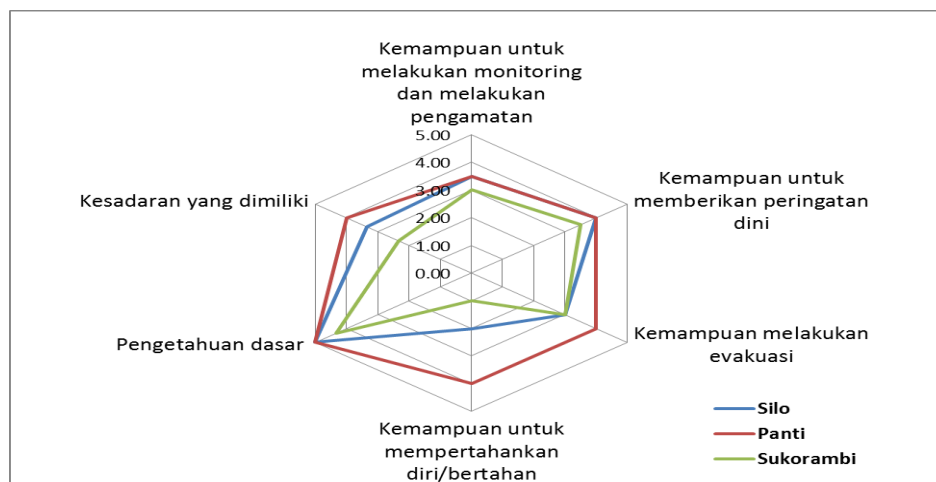 Kemampuan untuk
melakukan monitoring
dan melakukan
pengamatan
5.00
4.00
3.00
2.00
1.00
0.00
Kemampuan untuk
memberikan peringatan
dini
Kemampuan melakukan
evakuasi
Kemampuan untuk
mempertahankan
diri/bertahan
Pengetahuan dasar
Kesadaran yang dimiliki
Silo
Panti
Sukorambi